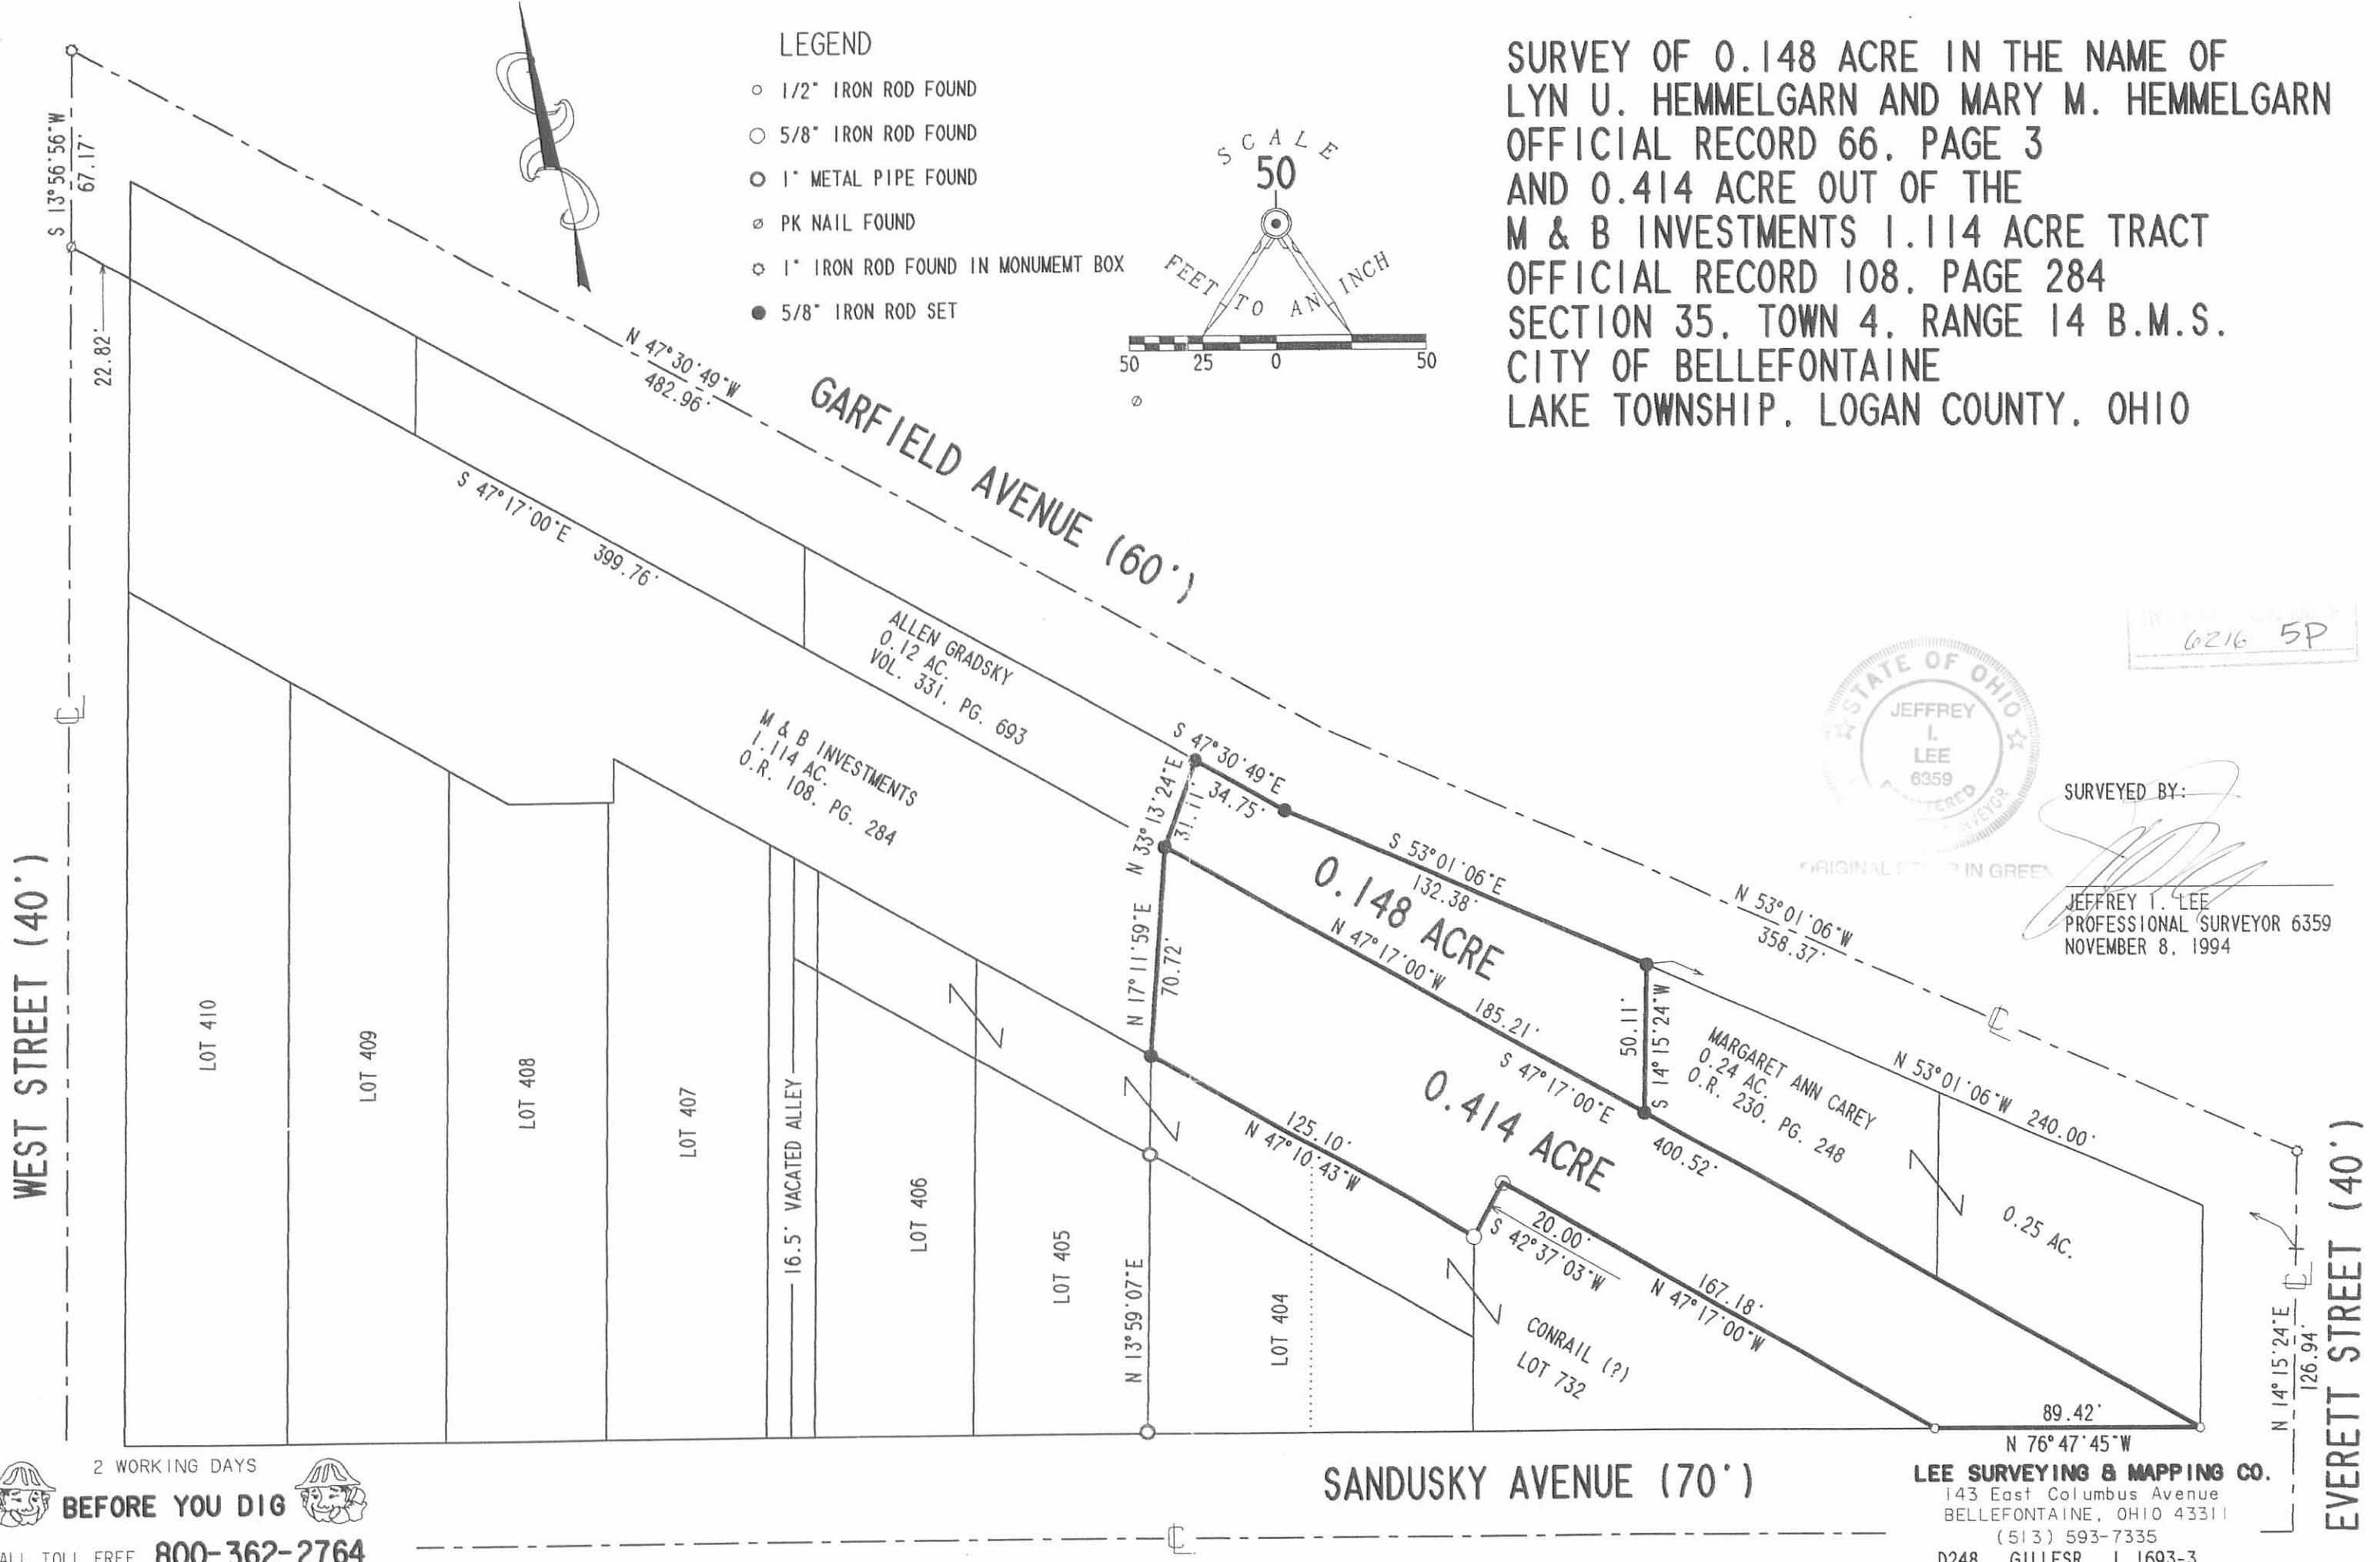 LEGEND
1/2" IRON ROD FOUND
5/8" IRON ROD FOUND
1" METAL PIPE FOUND
PK NAIL FOUND
1" IRON ROD FOUND IN MONUMEMT BOX
5/8" IRON ROD SET
SCALE
50
FEET TO AN INCH
50 25 0 50
SURVEY OF 0.148 ACRE IN THE NAME OF
LYN U. HEMMELGARN AND MARY M. HEMMELGARN
OFFICIAL RECORD 66, PAGE 3
AND 0.414 ACRE OUT OF THE
M & B INVESTMENTS 1.114 ACRE TRACT
OFFICIAL RECORD 108, PAGE 284
SECTION 35, TOWN 4, RANGE 14 B.M.S.
CITY OF BELLEFONTAINE
LAKE TOWNSHIP, LOGAN COUNTY, OHIO
S 13°56'56"W
67.17'
22.82'
N 47°30'49"W
482.96'
GARFIELD AVENUE (60')
S 47°17'00"E 399.76'
ALLEN GRADSKY
0.12 AC.
VOL. 331, PG. 693
M & B INVESTMENTS
1.114 AC.
O.R. 108, PG. 284
S 47°30'49"E
34.75'
N 33°13'24"E
31.11'
S 53°01'06"E
132.38'
0.148 ACRE
N 47°17'00"W 185.21'
N 53°01'06"W
358.37'
N 17°11'59"E
70.72'
50.11'
S 14°15'24"W
S 47°17'00"E 400.52'
0.414 ACRE
MARGARET ANN CAREY
0.24 AC.
O.R. 230, PG. 248
N 53°01'06"W 240.00'
0.25 AC.
125.10'
N 47°10'43"W
20.00'
S 42°37'03"W
167.18'
N 47°17'00"W
CONRAIL (?)
LOT 732
89.42'
N 76°47'45"W
N 14°15'24"E
126.94'
N 13°59'07"E
LOT 410
LOT 409
LOT 408
LOT 407
16.5' VACATED ALLEY
LOT 406
LOT 405
LOT 404
WEST STREET (40')
EVERETT STREET (40')
SANDUSKY AVENUE (70')
6216 5P
STATE OF OHIO
JEFFREY
I.
LEE
6359
SURVEYED BY:
JEFFREY I. LEE
PROFESSIONAL SURVEYOR 6359
NOVEMBER 8, 1994
2 WORKING DAYS
BEFORE YOU DIG
TOLL FREE 800-362-2764
LEE SURVEYING & MAPPING CO.
143 East Columbus Avenue
BELLEFONTAINE, OHIO 43311
(513) 593-7335